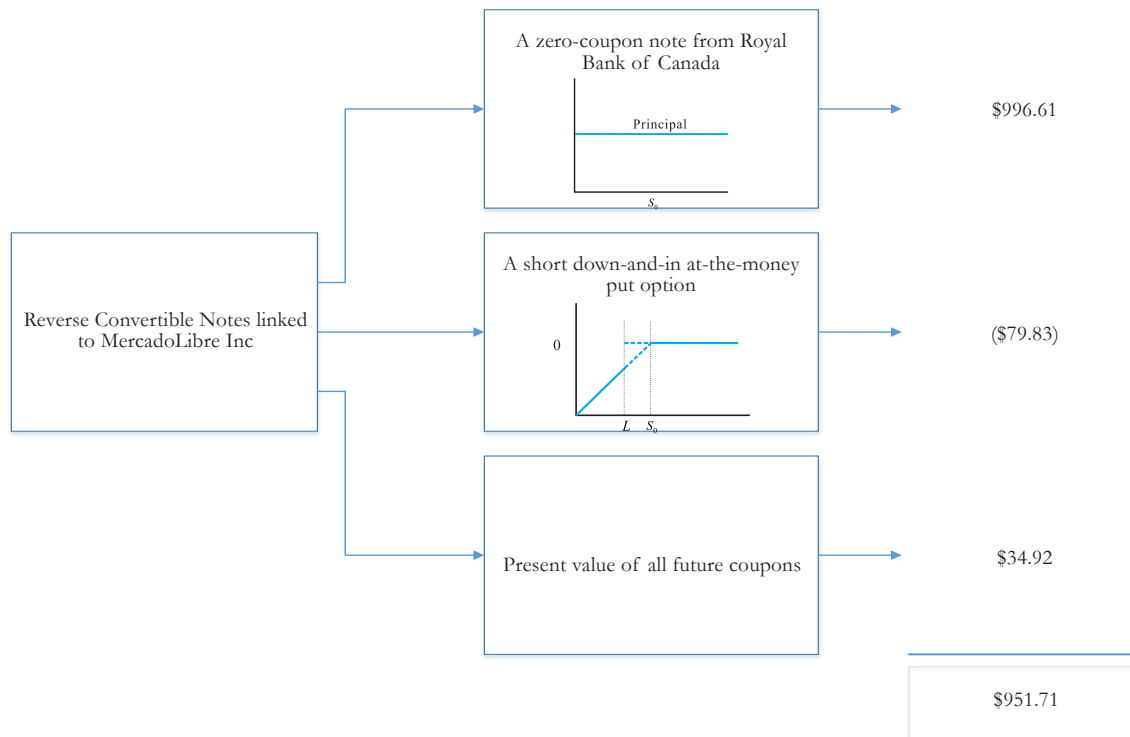 A zero-coupon note from Royal
Bank of Canada
Principal
S₀
$996.61
Reverse Convertible Notes linked
to MercadoLibre Inc
A short down-and-in at-the-money
put option
0
L S₀
($79.83)
Present value of all future coupons
$34.92
$951.71